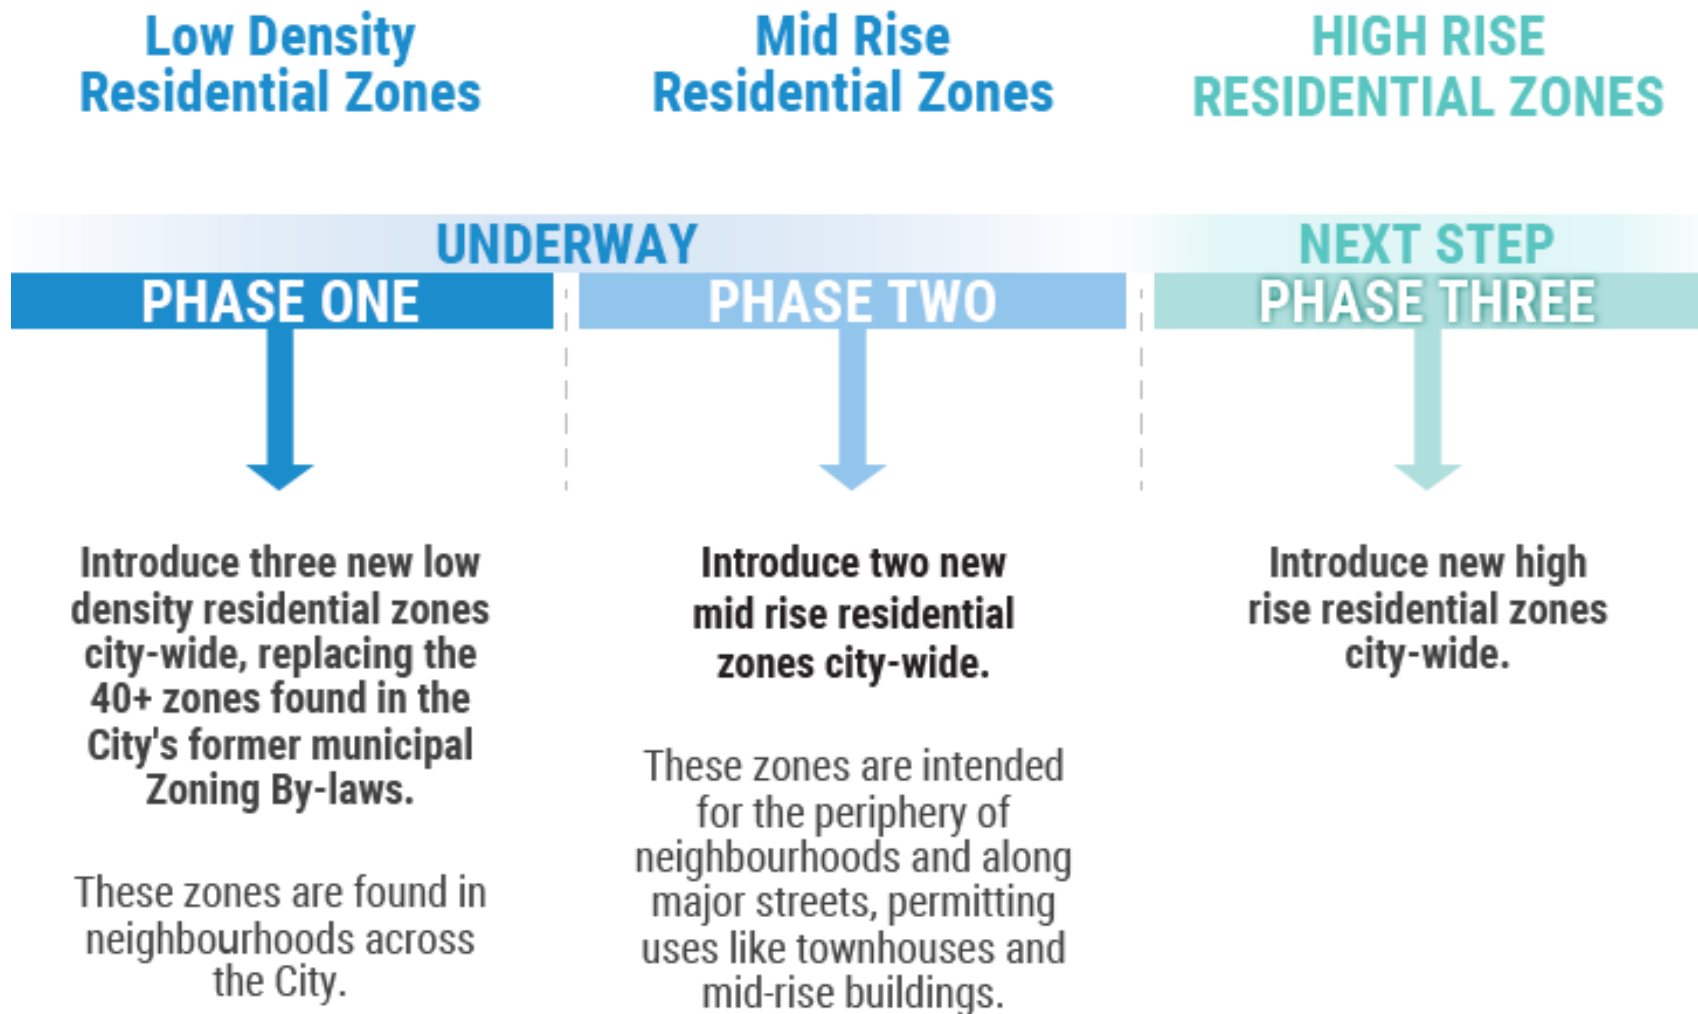 Low Density
Residential Zones
Mid Rise
Residential Zones
HIGH RISE
RESIDENTIAL ZONES
UNDERWAY
NEXT STEP
PHASE ONE
PHASE TWO
PHASE THREE
Introduce three new low
density residential zones
city-wide, replacing the
40+ zones found in the
City's former municipal
Zoning By-laws.
These zones are found in
neighbourhoods across
the City.
Introduce two new
mid rise residential
zones city-wide.
These zones are intended
for the periphery of
neighbourhoods and along
major streets, permitting
uses like townhouses and
mid-rise buildings.
Introduce new high
rise residential zones
city-wide.